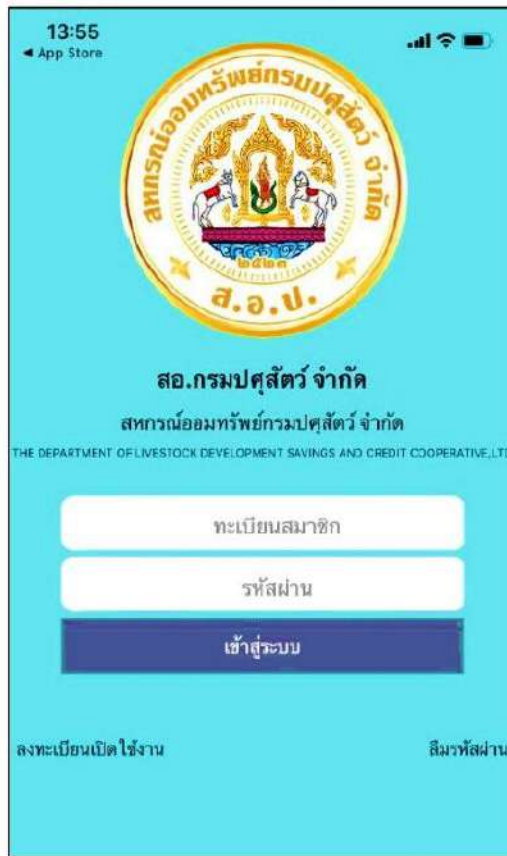 13:55
◀ App Store
สหกรณ์ออมทรัพย์กรมปศุสัตว์ จำกัด
๒๕๒๓
ส.อ.ป.
สอ.กรมปศุสัตว์ จำกัด
สหกรณ์ออมทรัพย์กรมปศุสัตว์ จำกัด
THE DEPARTMENT OF LIVESTOCK DEVELOPMENT SAVINGS AND CREDIT COOPERATIVE,LTD
ทะเบียนสมาชิก
รหัสผ่าน
เข้าสู่ระบบ
ลงทะเบียนเปิดใช้งาน ลืมรหัสผ่าน